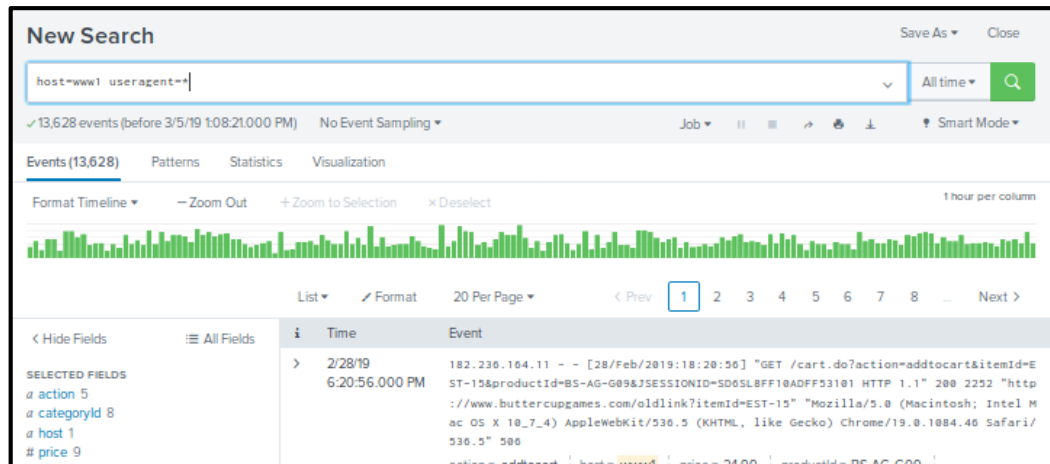 New Search
Save As Close
host=www1 useragent=*
All time
13,628 events (before 3/5/19 1:08:21.000 PM) No Event Sampling
Job Smart Mode
Events (13,628) Patterns Statistics Visualization
Format Timeline — Zoom Out + Zoom to Selection × Deselect
1 hour per column
List Format 20 Per Page < Prev 1 2 3 4 5 6 7 8 ... Next >
< Hide Fields All Fields
i Time Event
SELECTED FIELDS
a action 5
a categoryId 8
a host 1
# price 9
> 2/28/19
6:20:56.000 PM
182.236.164.11 - - [28/Feb/2019:18:20:56] "GET /cart.do?action=addtocart&itemId=E
ST-15&productId=BS-AG-G09&JSESSIONID=SD6SL8FF10ADFF53101 HTTP 1.1" 200 2252 "http
://www.buttercupgames.com/oldlink?itemId=EST-15" "Mozilla/5.0 (Macintosh; Intel M
ac OS X 10_7_4) AppleWebKit/536.5 (KHTML, like Gecko) Chrome/19.0.1084.46 Safari/
536.5" 506